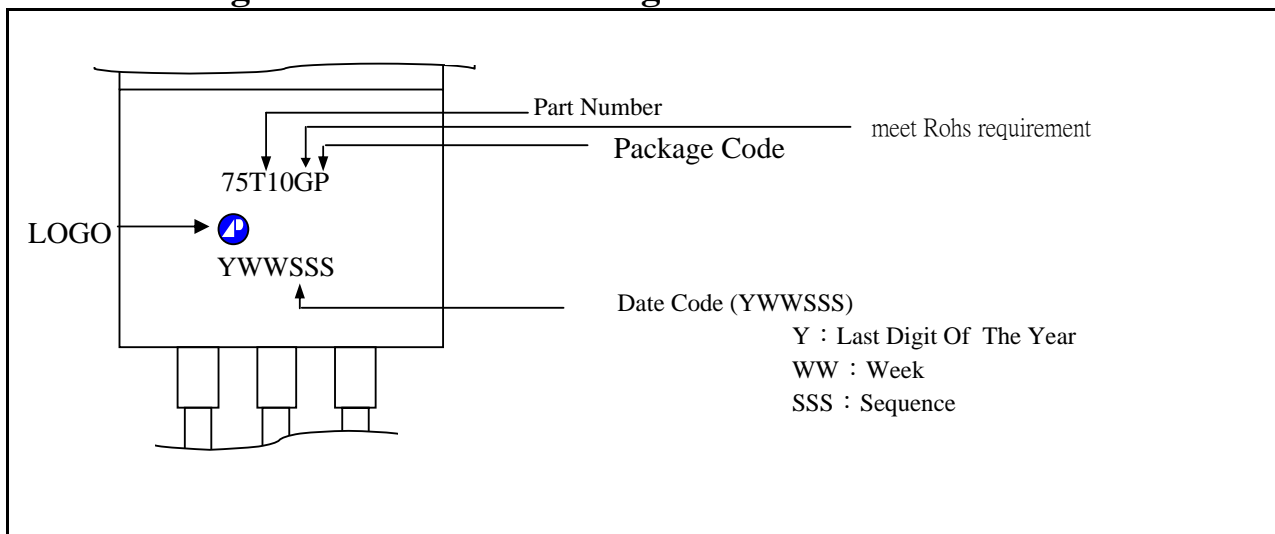 Part Number
meet Rohs requirement
Package Code
75T10GP
LOGO
YWWSSS
Date Code (YWWSSS)
Y：Last Digit Of The Year
WW：Week
SSS：Sequence